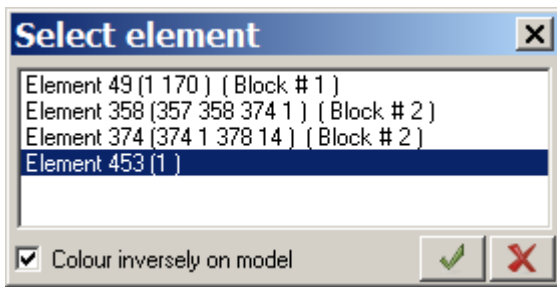 Select element
Element 49 (1 170 ) ( Block # 1 )
Element 358 (357 358 374 1 ) ( Block # 2 )
Element 374 (374 1 378 14 ) ( Block # 2 )
Element 453 (1 )
Colour inversely on model